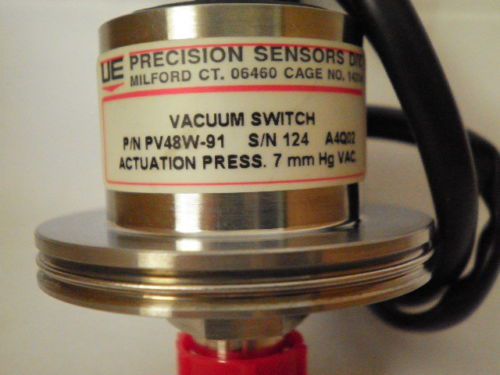 UE PRECISION SENSORS
MILFORD CT. 06460 CAGE NO.
VACUUM SWITCH
P/N PV48W-91 S/N 124 A4Q02
ACTUATION PRESS. 7 mm Hg VAC.